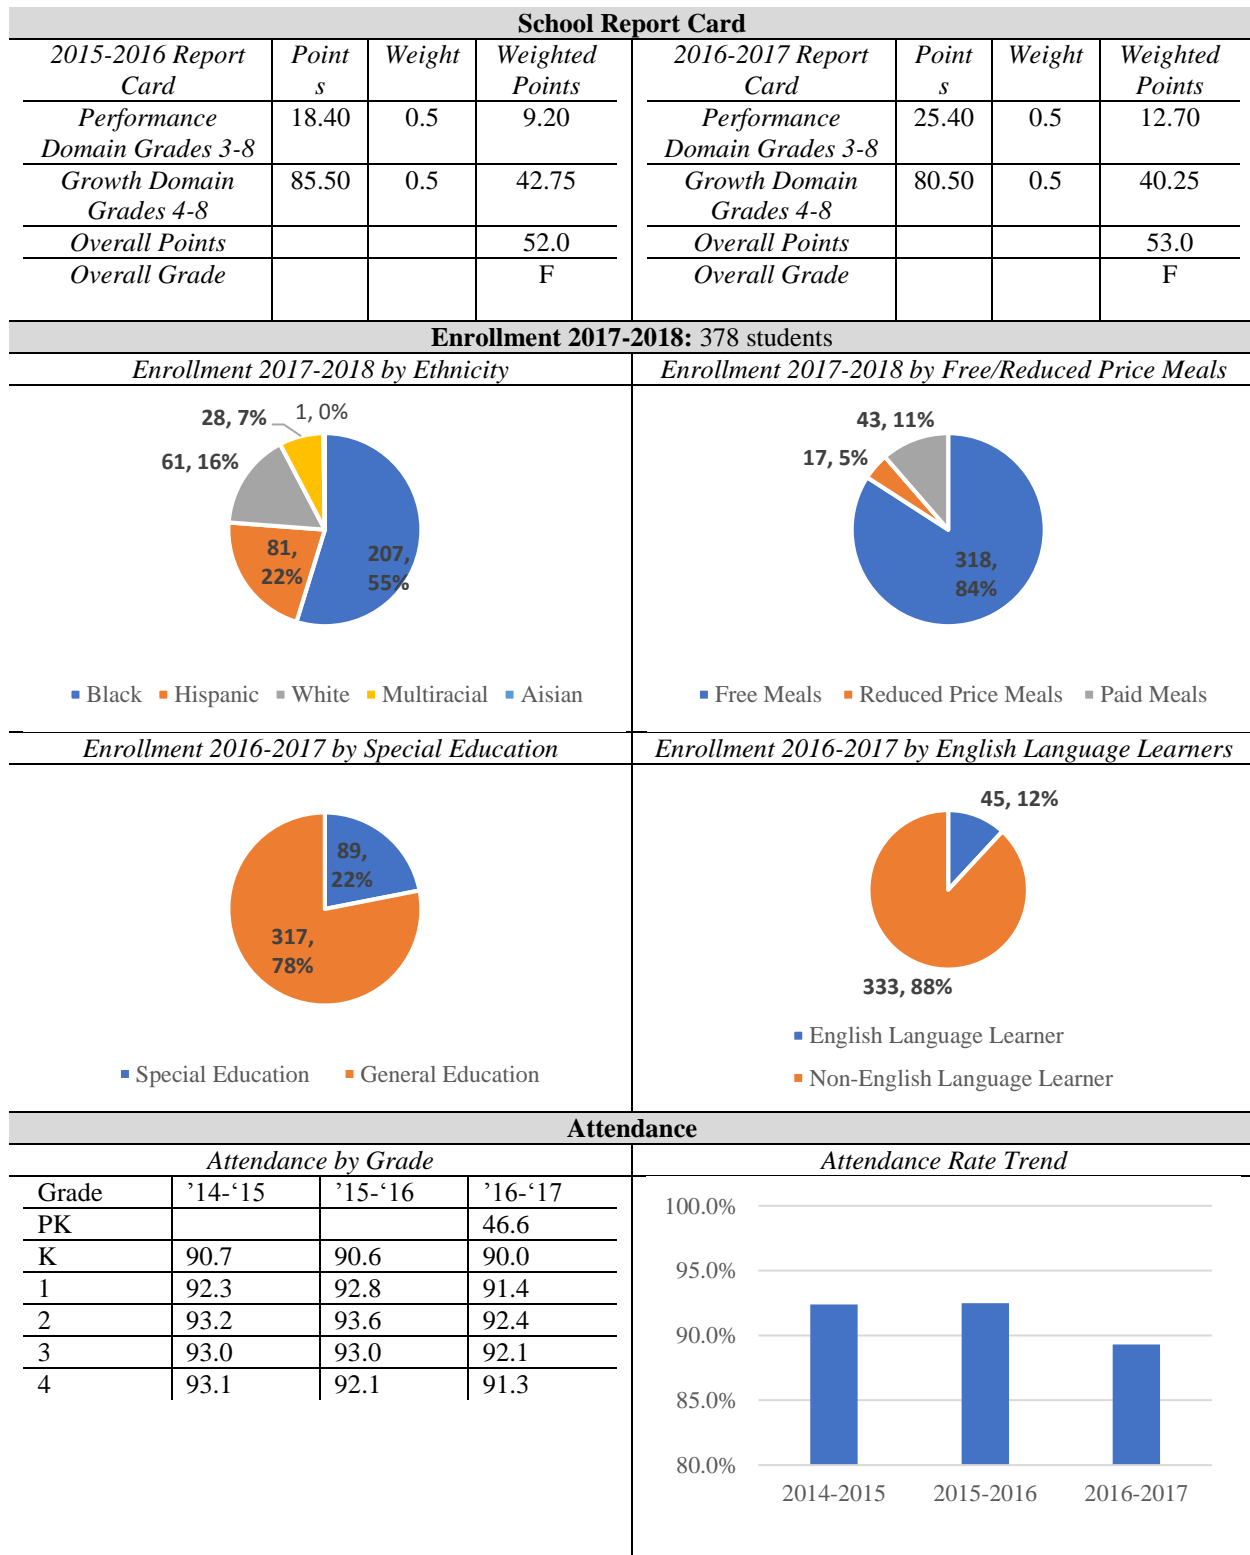 School Report Card
2015-2016 Report Card Point s Weight Weighted Points
Performance Domain Grades 3-8 18.40 0.5 9.20
Growth Domain Grades 4-8 85.50 0.5 42.75
Overall Points 52.0
Overall Grade F
2016-2017 Report Card Point s Weight Weighted Points
Performance Domain Grades 3-8 25.40 0.5 12.70
Growth Domain Grades 4-8 80.50 0.5 40.25
Overall Points 53.0
Overall Grade F
Enrollment 2017-2018: 378 students
Enrollment 2017-2018 by Ethnicity
28, 7%
1, 0%
61, 16%
81,
22%
207,
55%
Black Hispanic White Multiracial Aisian
Enrollment 2017-2018 by Free/Reduced Price Meals
43, 11%
17, 5%
318,
84%
Free Meals Reduced Price Meals Paid Meals
Enrollment 2016-2017 by Special Education
89,
22%
317,
78%
Special Education General Education
Enrollment 2016-2017 by English Language Learners
45, 12%
333, 88%
English Language Learner
Non-English Language Learner
Attendance
Attendance by Grade
Grade ’14-‘15 ’15-‘16 ’16-‘17
PK 46.6
K 90.7 90.6 90.0
1 92.3 92.8 91.4
2 93.2 93.6 92.4
3 93.0 93.0 92.1
4 93.1 92.1 91.3
Attendance Rate Trend
100.0%
95.0%
90.0%
85.0%
80.0%
2014-2015 2015-2016 2016-2017